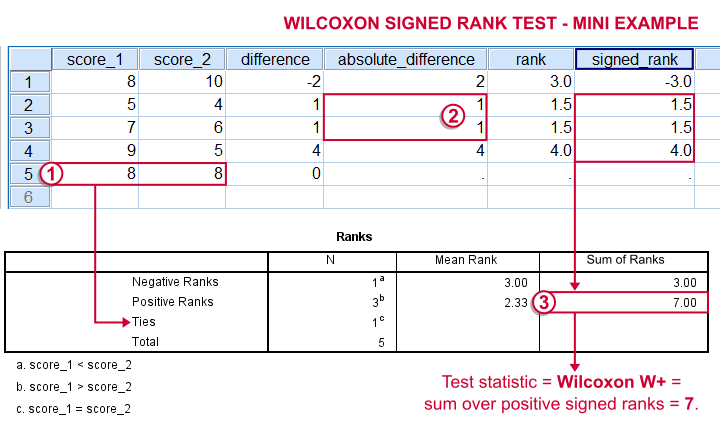 WILCOXON SIGNED RANK TEST - MINI EXAMPLE
score_1 score_2 difference absolute_difference rank signed_rank
1 8 10 -2 2 3.0 -3.0
2 5 4 1 1 1.5 1.5
3 7 6 1 2 1 1.5 1.5
4 9 5 4 4 4.0 4.0
5 1 8 8 0 . . .
6
Ranks
N Mean Rank Sum of Ranks
Negative Ranks 1a 3.00 3.00
Positive Ranks 3b 2.33 3 7.00
Ties 1c
Total 5
a. score_1 < score_2
b. score_1 > score_2
c. score_1 = score_2
Test statistic = Wilcoxon W+ =
sum over positive signed ranks = 7.